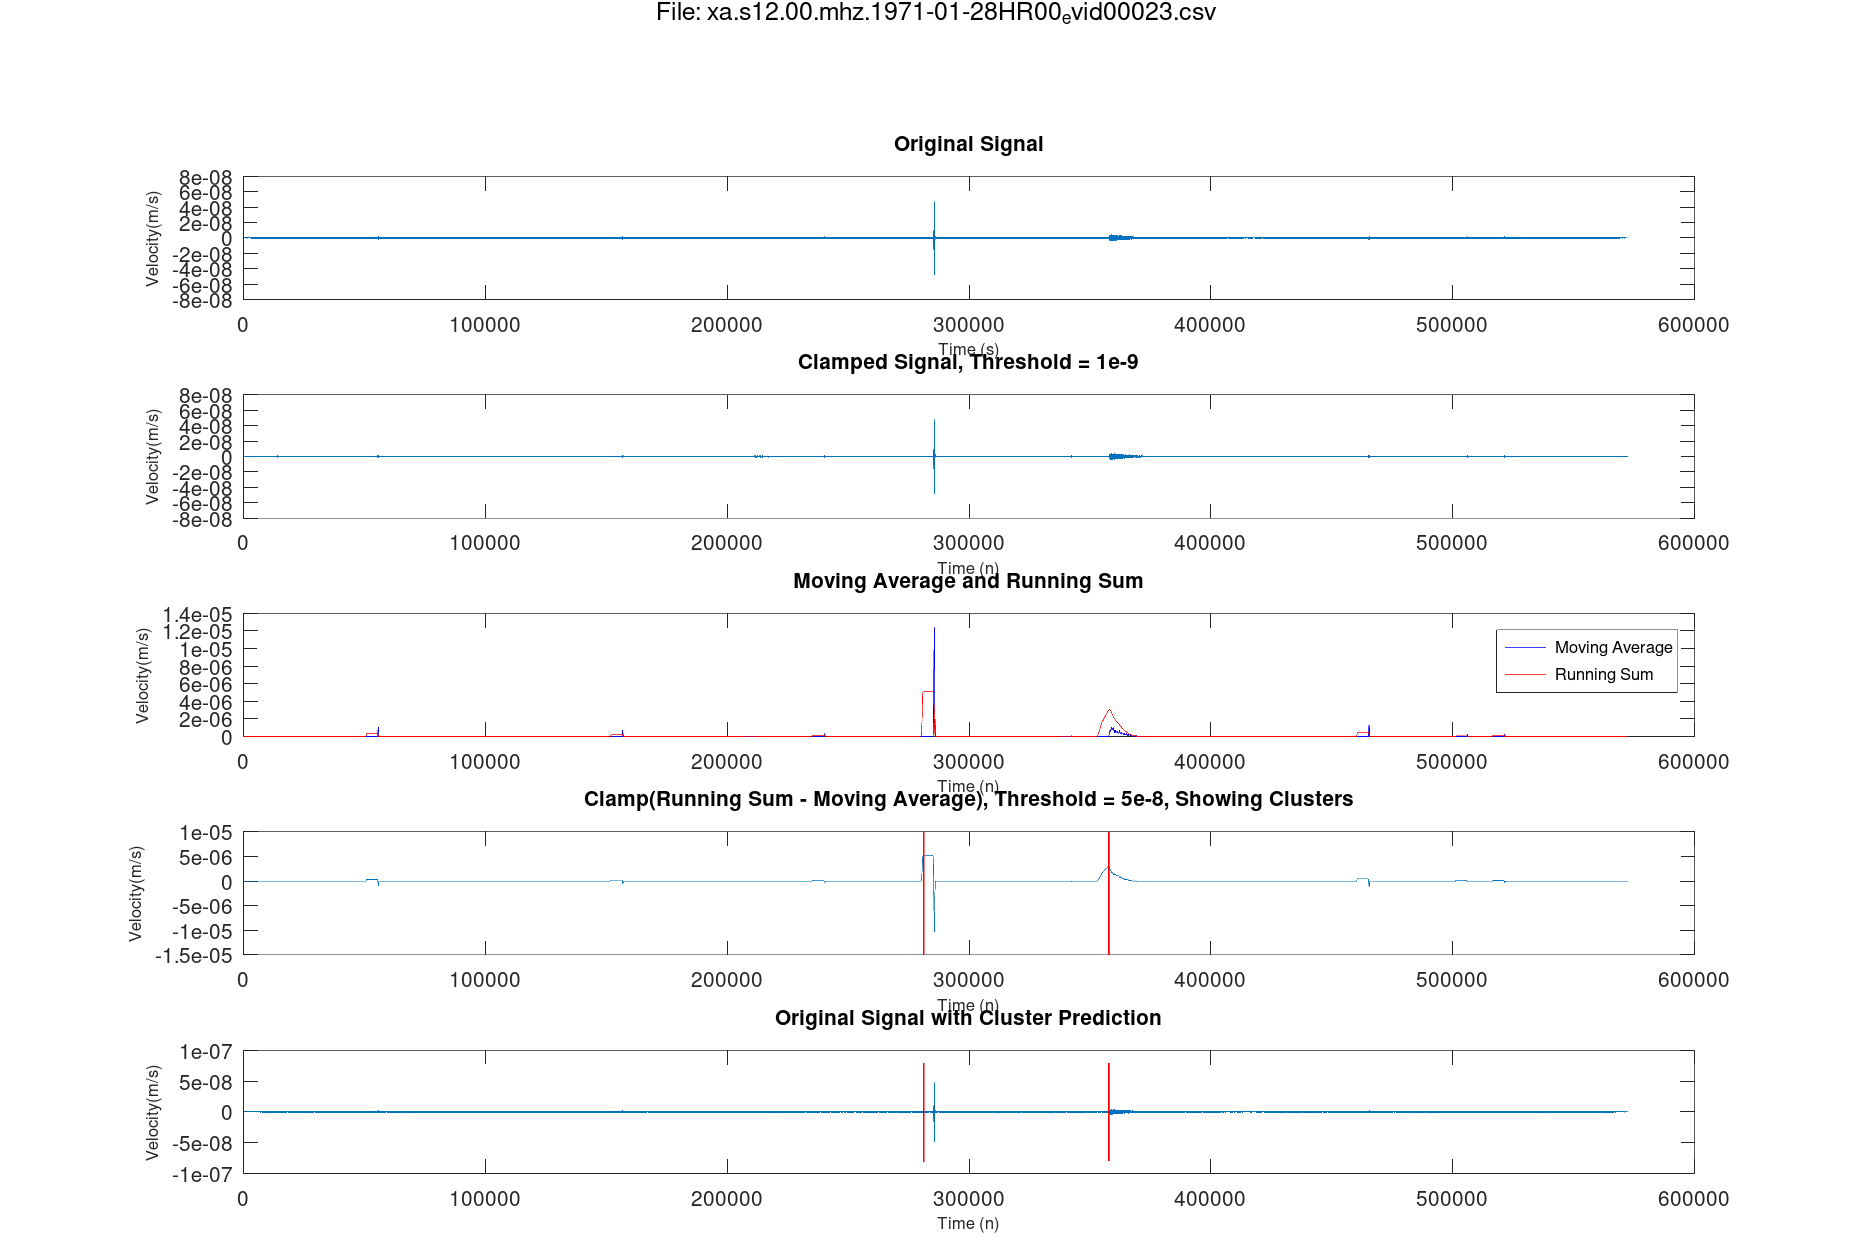 File: xa.s12.00.mhz.1971-01-28HR00evid00023.csv
Original Signal
Velocity(m/s)
8e-08
6e-08
4e-08
2e-08
0
-2e-08
-4e-08
-6e-08
-8e-08
0 100000 200000 300000 400000 500000 600000
Time (s)
Clamped Signal, Threshold = 1e-9
Velocity(m/s)
8e-08
6e-08
4e-08
2e-08
0
-2e-08
-4e-08
-6e-08
-8e-08
0 100000 200000 300000 400000 500000 600000
Time (n)
Moving Average and Running Sum
Velocity(m/s)
1.4e-05
1.2e-05
1e-05
8e-06
6e-06
4e-06
2e-06
0
Moving Average
Running Sum
0 100000 200000 300000 400000 500000 600000
Time (n)
Clamp(Running Sum - Moving Average), Threshold = 5e-8, Showing Clusters
Velocity(m/s)
1e-05
5e-06
0
-5e-06
-1e-05
-1.5e-05
0 100000 200000 300000 400000 500000 600000
Time (n)
Original Signal with Cluster Prediction
Velocity(m/s)
1e-07
5e-08
0
-5e-08
-1e-07
0 100000 200000 300000 400000 500000 600000
Time (n)